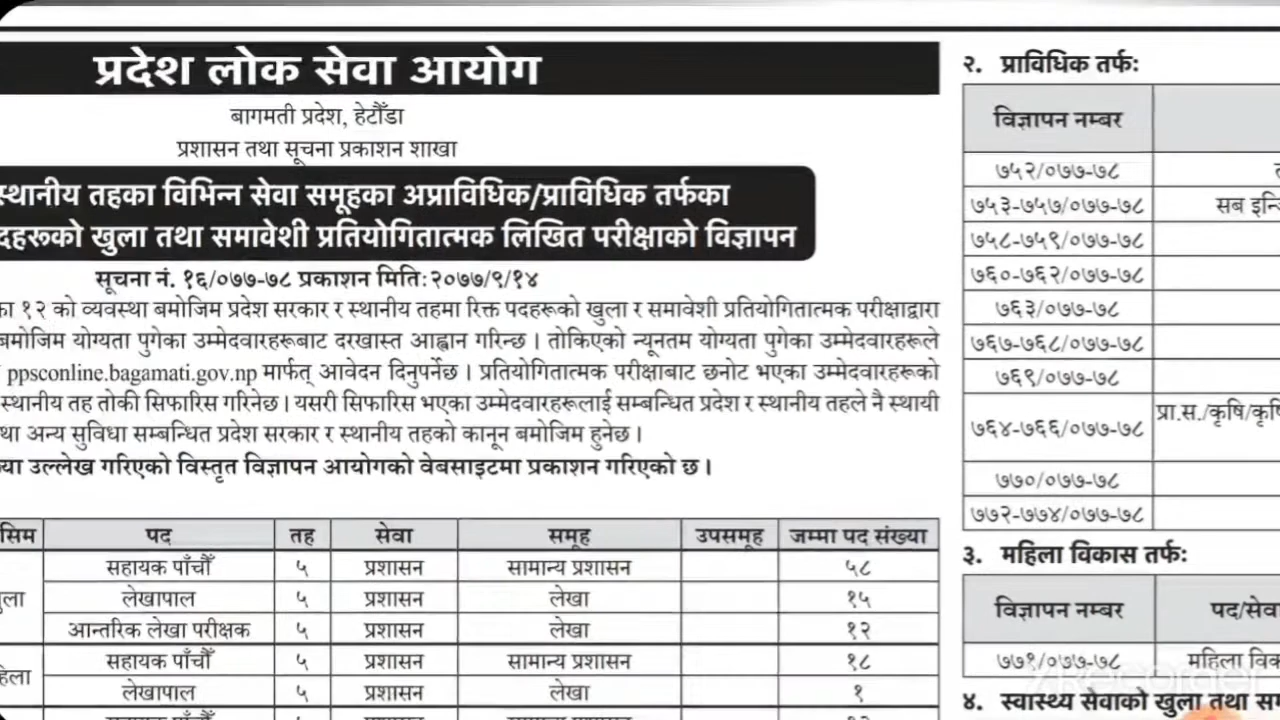 प्रदेश लोक सेवा आयोग
बागमती प्रदेश, हेटौँडा
प्रशासन तथा सूचना प्रकाशन शाखा
स्थानीय तहका विभिन्न सेवा समूहका अप्राविधिक/प्राविधिक तर्फका
दहरूको खुला तथा समावेशी प्रतियोगितात्मक लिखित परीक्षाको विज्ञापन
सूचना नं. १६/०७७-७८ प्रकाशन मिति: २०७७/९/१४
का १२ को व्यवस्था बमोजिम प्रदेश सरकार र स्थानीय तहमा रिक्त पदहरूको खुला र समावेशी प्रतियोगितात्मक परीक्षाद्वारा
बमोजिम योग्यता पुगेका उम्मेदवारहरूबाट दरखास्त आह्वान गरिन्छ । तोकिएको न्यूनतम योग्यता पुगेका उम्मेदवारहरूले
ppsconline.bagamati.gov.np मार्फत् आवेदन दिनुपर्नेछ । प्रतियोगितात्मक परीक्षाबाट छनोट भएका उम्मेदवारहरूको
स्थानीय तह तोकी सिफारिस गरिनेछ । यसरी सिफारिस भएका उम्मेदवारहरूलाई सम्बन्धित प्रदेश र स्थानीय तहले नै स्थायी
था अन्य सुविधा सम्बन्धित प्रदेश सरकार र स्थानीय तहको कानून बमोजिम हुनेछ ।
ख्या उल्लेख गरिएको विस्तृत विज्ञापन आयोगको वेबसाइटमा प्रकाशन गरिएको छ ।
सिम पद तह सेवा समूह उपसमूह जम्मा पद संख्या
सहायक पाँचौँ ५ प्रशासन सामान्य प्रशासन ५८
ुला लेखापाल ५ प्रशासन लेखा १५
आन्तरिक लेखा परीक्षक ५ प्रशासन लेखा १२
सहायक पाँचौँ ५ प्रशासन सामान्य प्रशासन १८
हिला लेखापाल ५ प्रशासन लेखा १
२. प्राविधिक तर्फ:
विज्ञापन नम्बर
७५२/०७७-७८
७५३-७५७/०७७-७८ सब इन्जि
७५८-७५९/०७७-७८
७६०-७६२/०७७-७८
७६३/०७७-७८
७६७-७६८/०७७-७८
७६९/०७७-७८
७६४-७६६/०७७-७८ प्रा.स./कृषि/कृषि
७७०/०७७-७८
७७२-७७४/०७७-७८
३. महिला विकास तर्फ:
विज्ञापन नम्बर पद/सेवा
७७१/०७७-७८ महिला विका
४. स्वास्थ्य सेवाको खुला तथा स
XRecorder